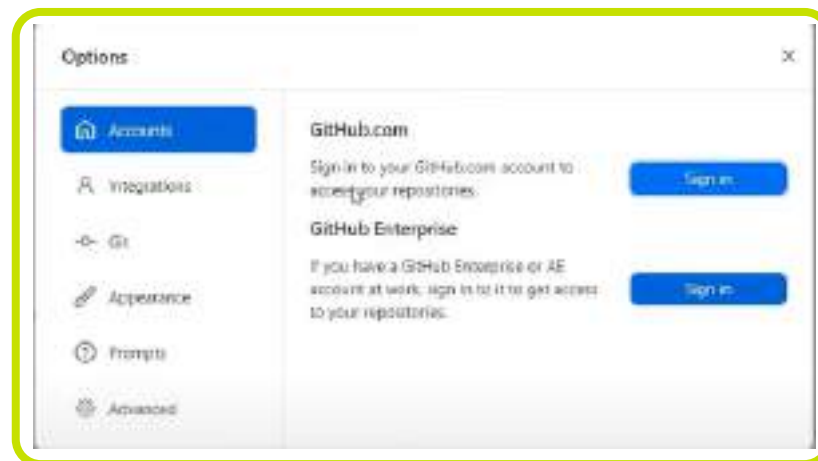 Options
Accounts
Integrations
Git
Appearance
Prompts
Advanced
GitHub.com
Sign in to your GitHub.com account to
access your repositories.
Sign in
GitHub Enterprise
If you have a GitHub Enterprise or AE
account at work, sign in to it to get access
to your repositories.
Sign in